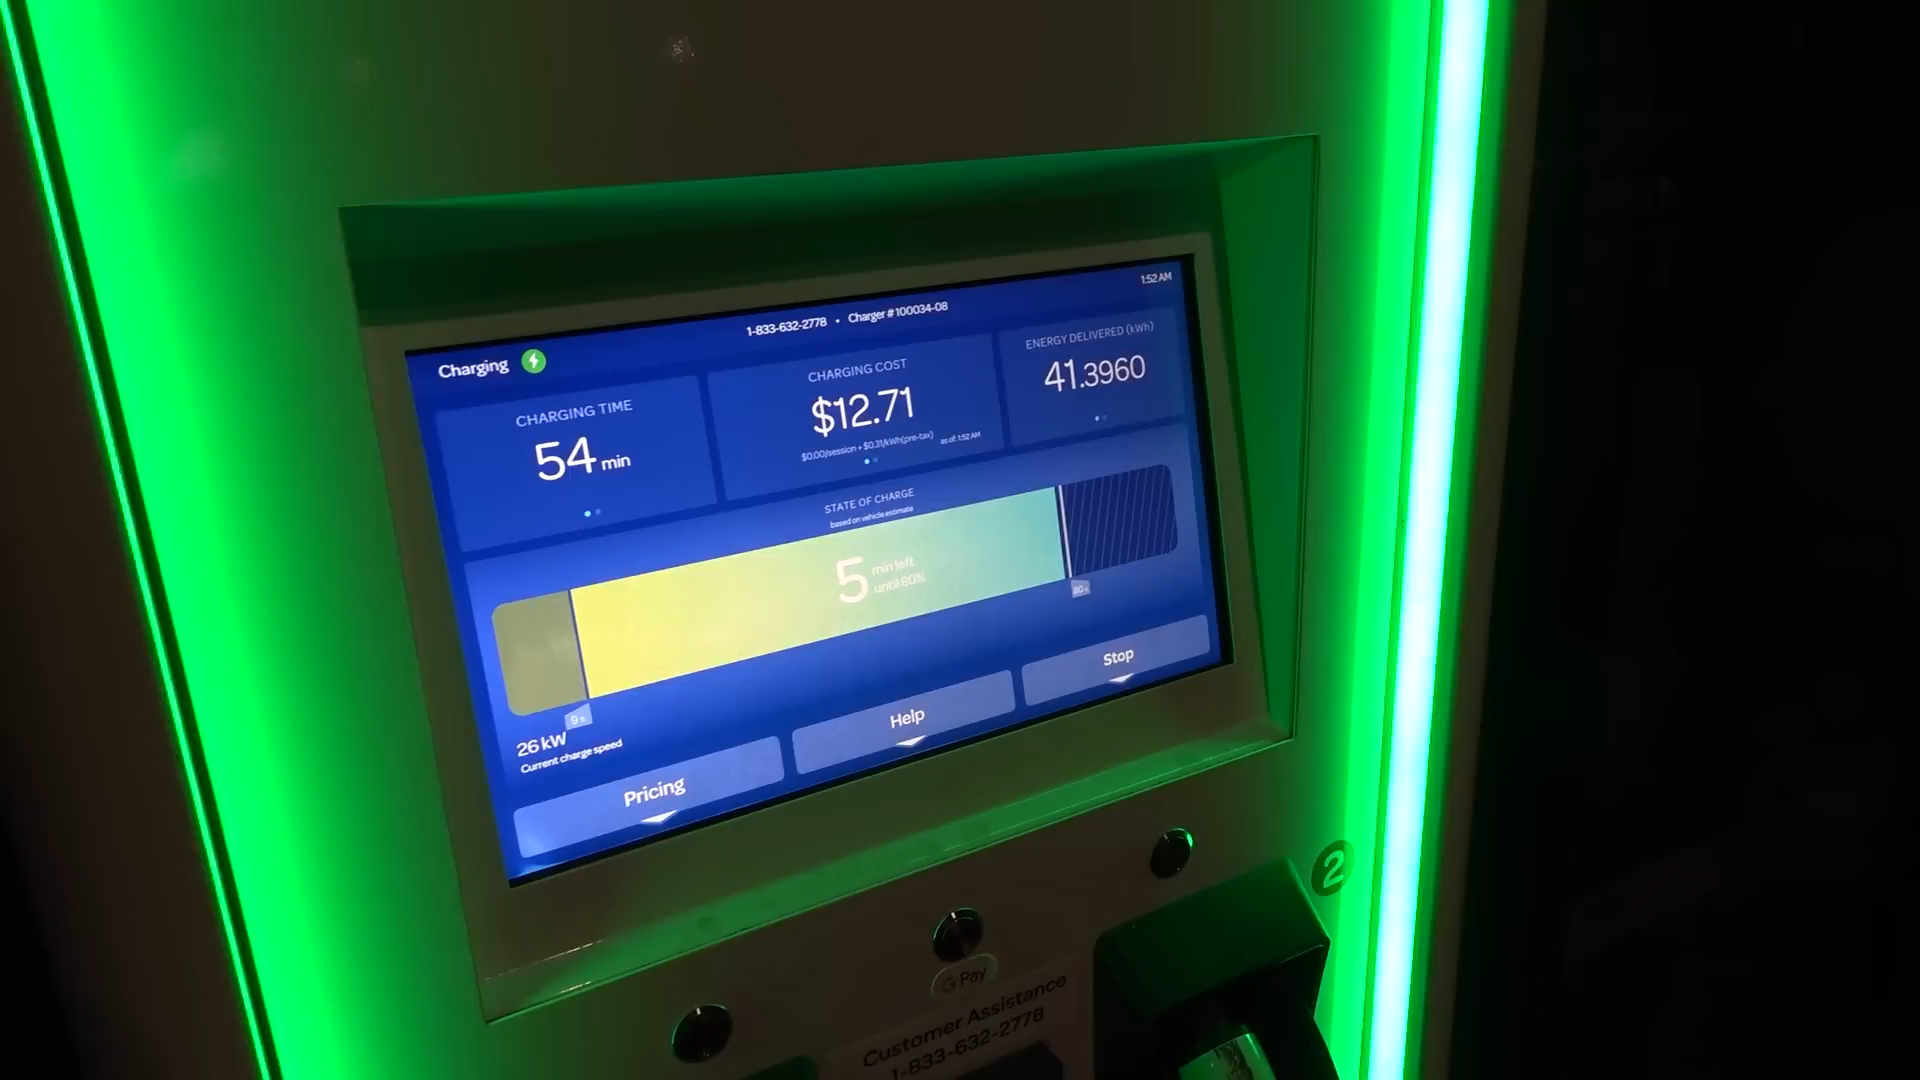 1:52 AM
1-833-632-2778 • Charger # 100034-08
Charging
CHARGING TIME
54 min
CHARGING COST
$12.71
$0.00/session + $0.31/kWh(pre-tax) as of 1:52 AM
ENERGY DELIVERED (kWh)
41.3960
STATE OF CHARGE
based on vehicle estimate
5 min left
until 80%
80%
9%
26 kW
Current charge speed
Pricing
Help
Stop
2
G Pay
Customer Assistance
1-833-632-2778